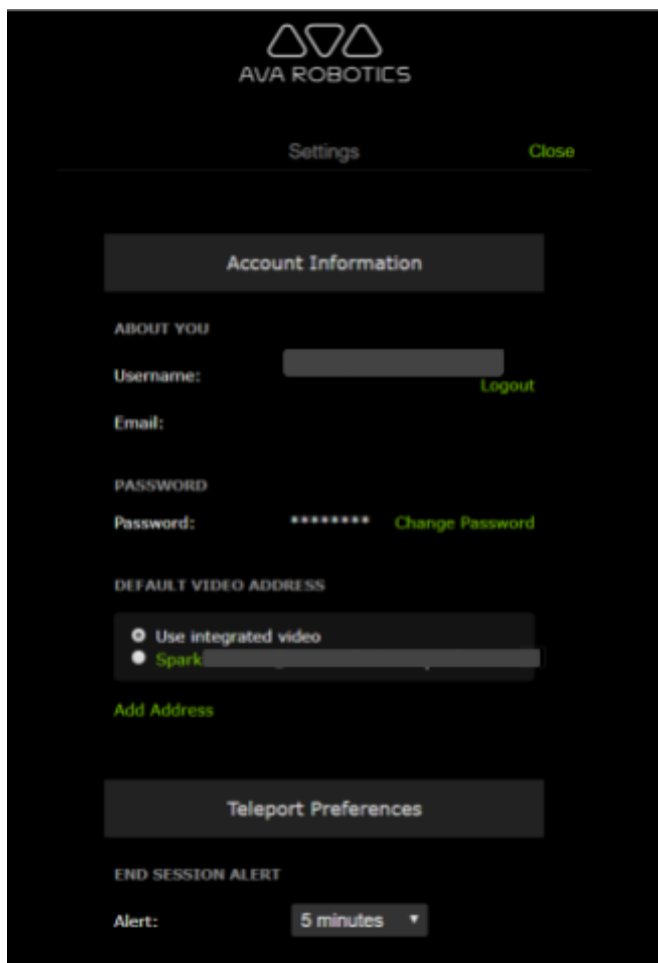 AVA ROBOTICS
Settings Close
Account Information
ABOUT YOU
Username:
Logout
Email:
PASSWORD
Password: ******** Change Password
DEFAULT VIDEO ADDRESS
Use integrated video
Spark
Add Address
Teleport Preferences
END SESSION ALERT
Alert: 5 minutes